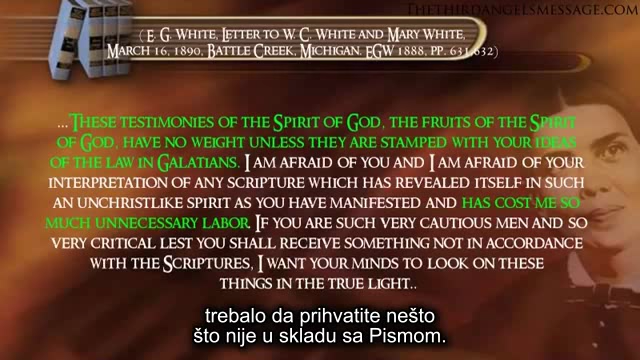 TheThirdAngelsMessage.com
( E. G. White, Letter to W. C. White and Mary White,
March 16, 1890, Battle Creek, Michigan. EGW 1888, pp. 631,632)
...These testimonies of the Spirit of God, the fruits of the Spirit
of God, have no weight unless they are stamped with your ideas
of the law in Galatians. I am afraid of you and I am afraid of your
interpretation of any scripture which has revealed itself in such
an unchristlike spirit as you have manifested and has cost me so
much unnecessary labor. If you are such very cautious men and so
very critical lest you shall receive something not in accordance
with the Scriptures, I want your minds to look on these
things in the true light..
trebalo da prihvatite nešto
što nije u skladu sa Pismom.